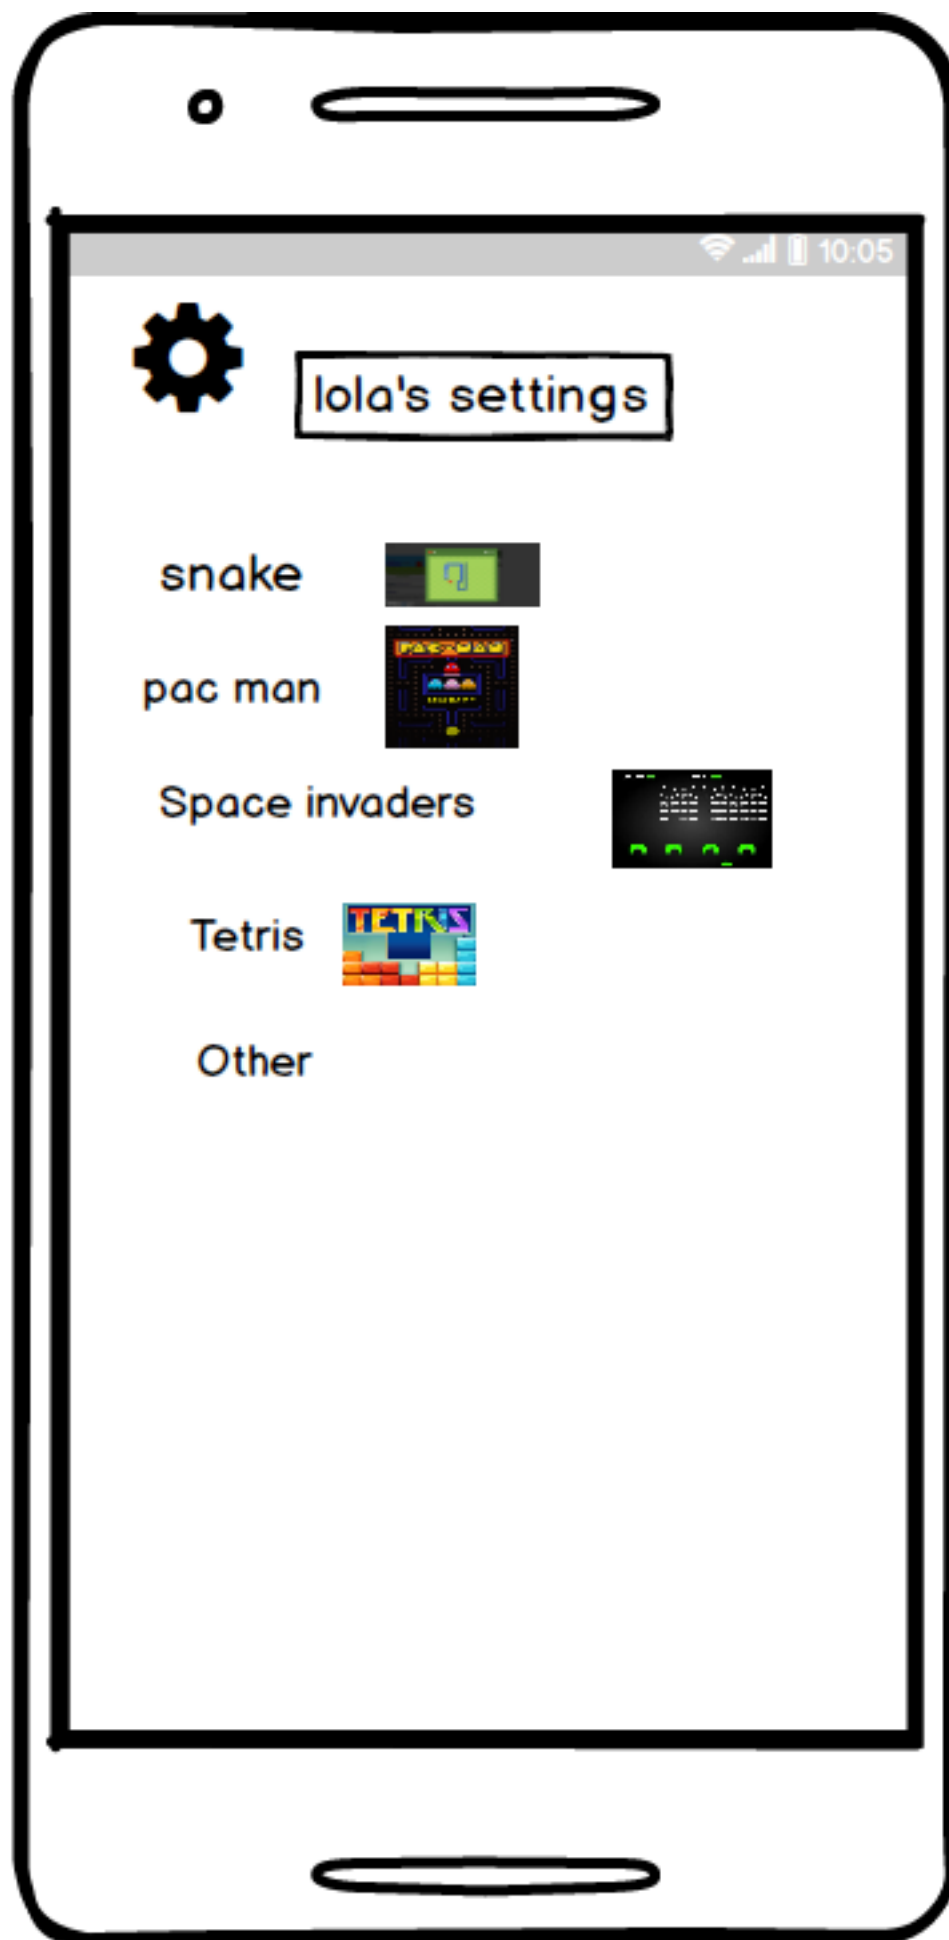 10:05
lola's settings
snake
pac man
Space invaders
Tetris
TETRIS
Other